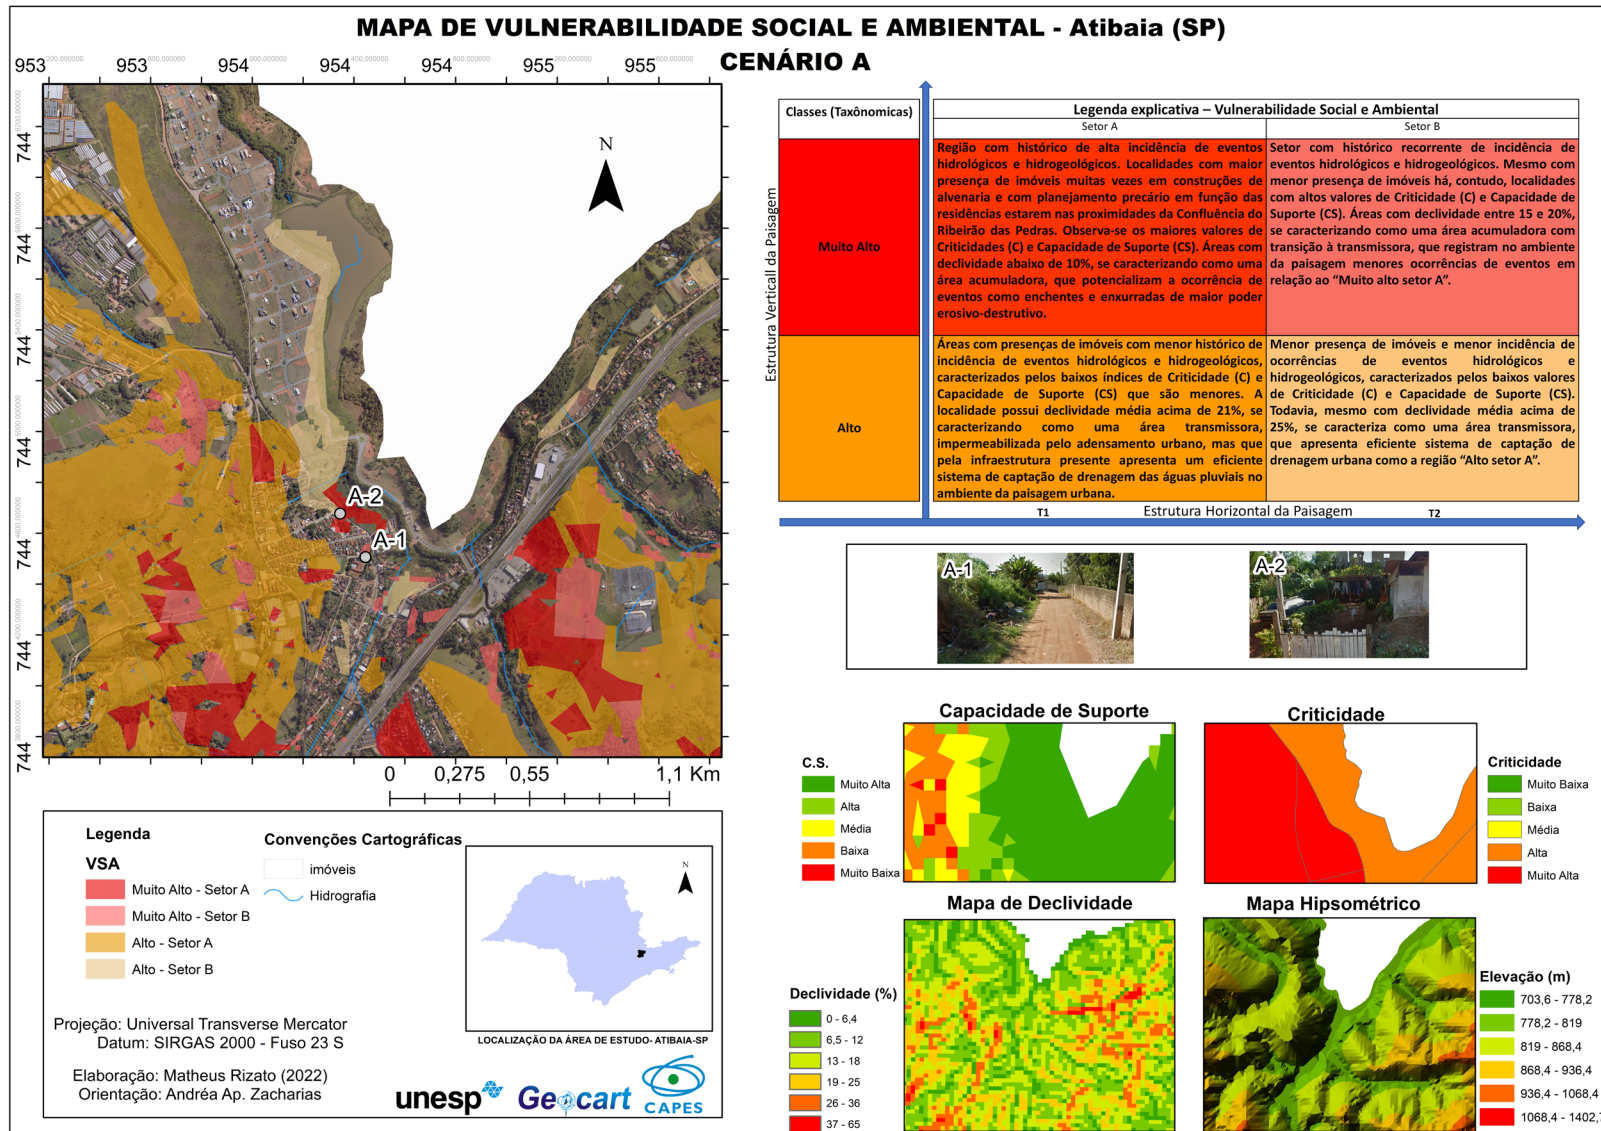 MAPA DE VULNERABILIDADE SOCIAL E AMBIENTAL - Atibaia (SP)
CENÁRIO A
953 953 954 954 954 955 955
744
744
744
744
744
744
744
N
A-2
A-1
0 0,275 0,55 1,1 Km
Classes (Taxônomicas)
Legenda explicativa – Vulnerabilidade Social e Ambiental
Setor A
Setor B
Estrutura Verticall da Paisagem
Muito Alto
Região com histórico de alta incidência de eventos
hidrológicos e hidrogeológicos. Localidades com maior
presença de imóveis muitas vezes em construções de
alvenaria e com planejamento precário em função das
residências estarem nas proximidades da Confluência do
Ribeirão das Pedras. Observa-se os maiores valores de
Criticidades (C) e Capacidade de Suporte (CS). Áreas com
declividade abaixo de 10%, se caracterizando como uma
área acumuladora, que potencializam a ocorrência de
eventos como enchentes e enxurradas de maior poder
erosivo-destrutivo.
Setor com histórico recorrente de incidência de
eventos hidrológicos e hidrogeológicos. Mesmo com
menor presença de imóveis há, contudo, localidades
com altos valores de Criticidade (C) e Capacidade de
Suporte (CS). Áreas com declividade entre 15 e 20%,
se caracterizando como uma área acumuladora com
transição à transmissora, que registram no ambiente
da paisagem menores ocorrências de eventos em
relação ao “Muito alto setor A”.
Alto
Áreas com presenças de imóveis com menor histórico de
incidência de eventos hidrológicos e hidrogeológicos,
caracterizados pelos baixos índices de Criticidade (C) e
Capacidade de Suporte (CS) que são menores. A
localidade possui declividade média acima de 21%, se
caracterizando como uma área transmissora,
impermeabilizada pelo adensamento urbano, mas que
pela infraestrutura presente apresenta um eficiente
sistema de captação de drenagem das águas pluviais no
ambiente da paisagem urbana.
Menor presença de imóveis e menor incidência de
ocorrências de eventos hidrológicos e
hidrogeológicos, caracterizados pelos baixos valores
de Criticidade (C) e Capacidade de Suporte (CS).
Todavia, mesmo com declividade média acima de
25%, se caracteriza como uma área transmissora,
que apresenta eficiente sistema de captação de
drenagem urbana como a região “Alto setor A”.
T1 Estrutura Horizontal da Paisagem T2
A-1
A-2
Capacidade de Suporte
C.S.
Muito Alta
Alta
Média
Baixa
Muito Baixa
Criticidade
Criticidade
Muito Baixa
Baixa
Média
Alta
Muito Alta
Mapa de Declividade
Declividade (%)
0 - 6,4
6,5 - 12
13 - 18
19 - 25
26 - 36
37 - 65
Mapa Hipsométrico
Elevação (m)
703,6 - 778,2
778,2 - 819
819 - 868,4
868,4 - 936,4
936,4 - 1068,4
1068,4 - 1402,
Legenda
VSA
Muito Alto - Setor A
Muito Alto - Setor B
Alto - Setor A
Alto - Setor B
Convenções Cartográficas
imóveis
Hidrografia
N
LOCALIZAÇÃO DA ÁREA DE ESTUDO- ATIBAIA-SP
Projeção: Universal Transverse Mercator
Datum: SIRGAS 2000 - Fuso 23 S
Elaboração: Matheus Rizato (2022)
Orientação: Andréa Ap. Zacharias
unesp
Geocart
CAPES